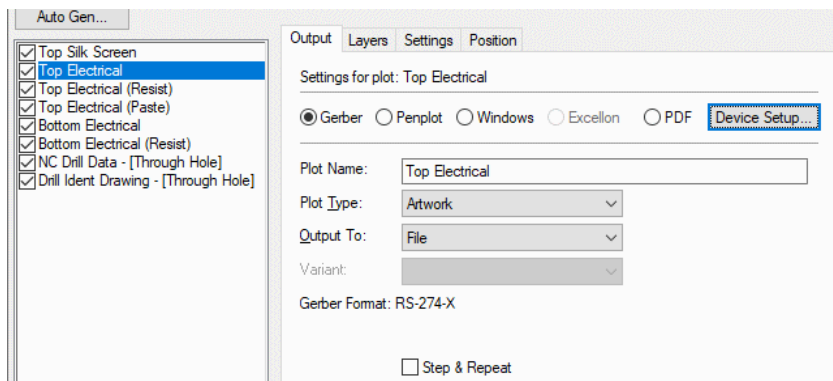 Auto Gen...
Top Silk Screen
Top Electrical
Top Electrical (Resist)
Top Electrical (Paste)
Bottom Electrical
Bottom Electrical (Resist)
NC Drill Data - [Through Hole]
Drill Ident Drawing - [Through Hole]
Output Layers Settings Position
Settings for plot: Top Electrical
Gerber Penplot Windows Excellon PDF Device Setup...
Plot Name: Top Electrical
Plot Type: Artwork
Output To: File
Variant:
Gerber Format: RS-274-X
Step & Repeat